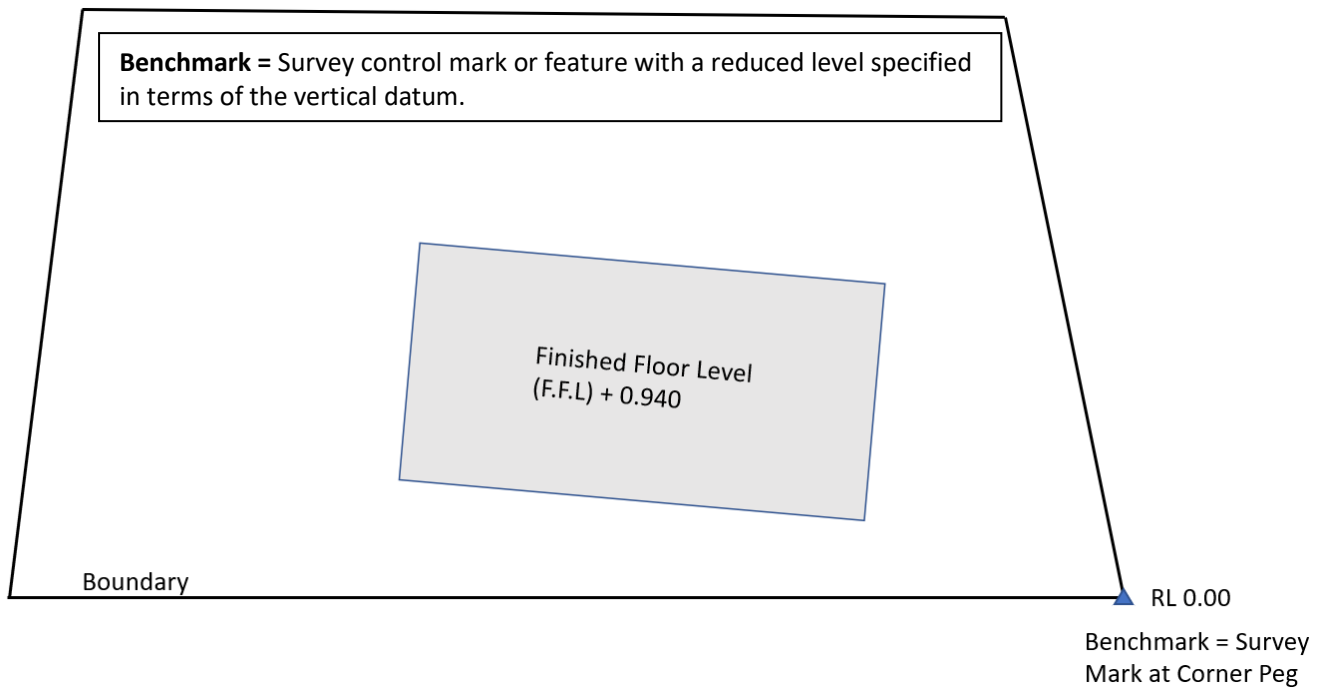 Benchmark = Survey control mark or feature with a reduced level specified
in terms of the vertical datum.
Finished Floor Level
(F.F.L) + 0.940
Boundary
RL 0.00
Benchmark = Survey
Mark at Corner Peg